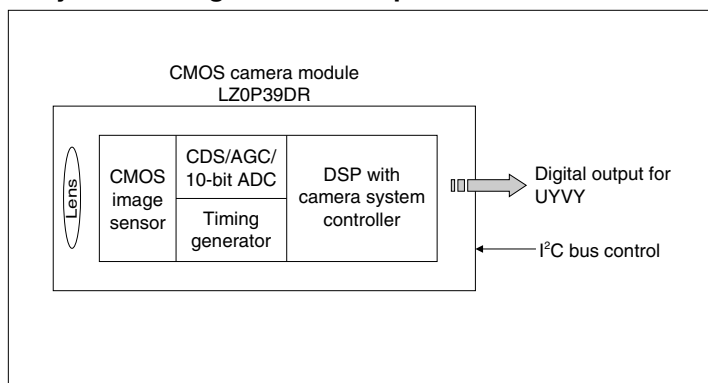 CMOS camera module
LZ0P39DR
Lens
CMOS
image
sensor
CDS/AGC/
10-bit ADC
Timing
generator
DSP with
camera system
controller
Digital output for
UYVY
I²C bus control